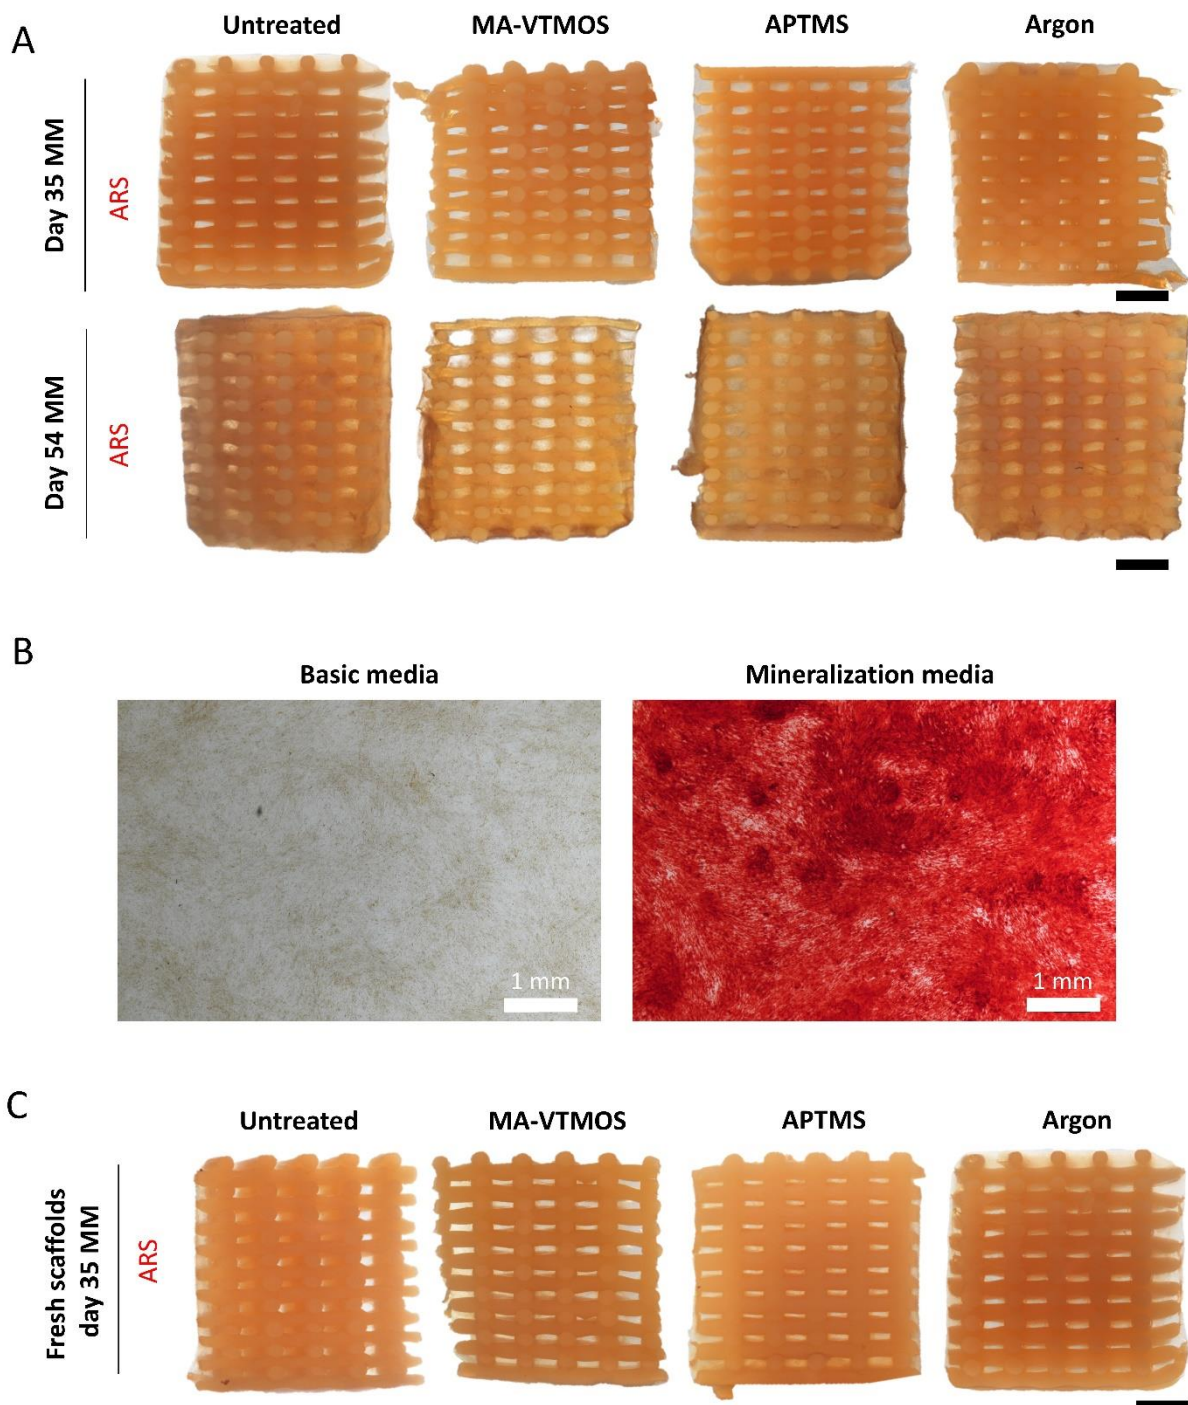 A
Untreated
MA-VTMOS
APTMS
Argon
Day 35 MM
ARS
Day 54 MM
ARS
B
Basic media
Mineralization media
1 mm
1 mm
C
Untreated
MA-VTMOS
APTMS
Argon
Fresh scaffolds
day 35 MM
ARS